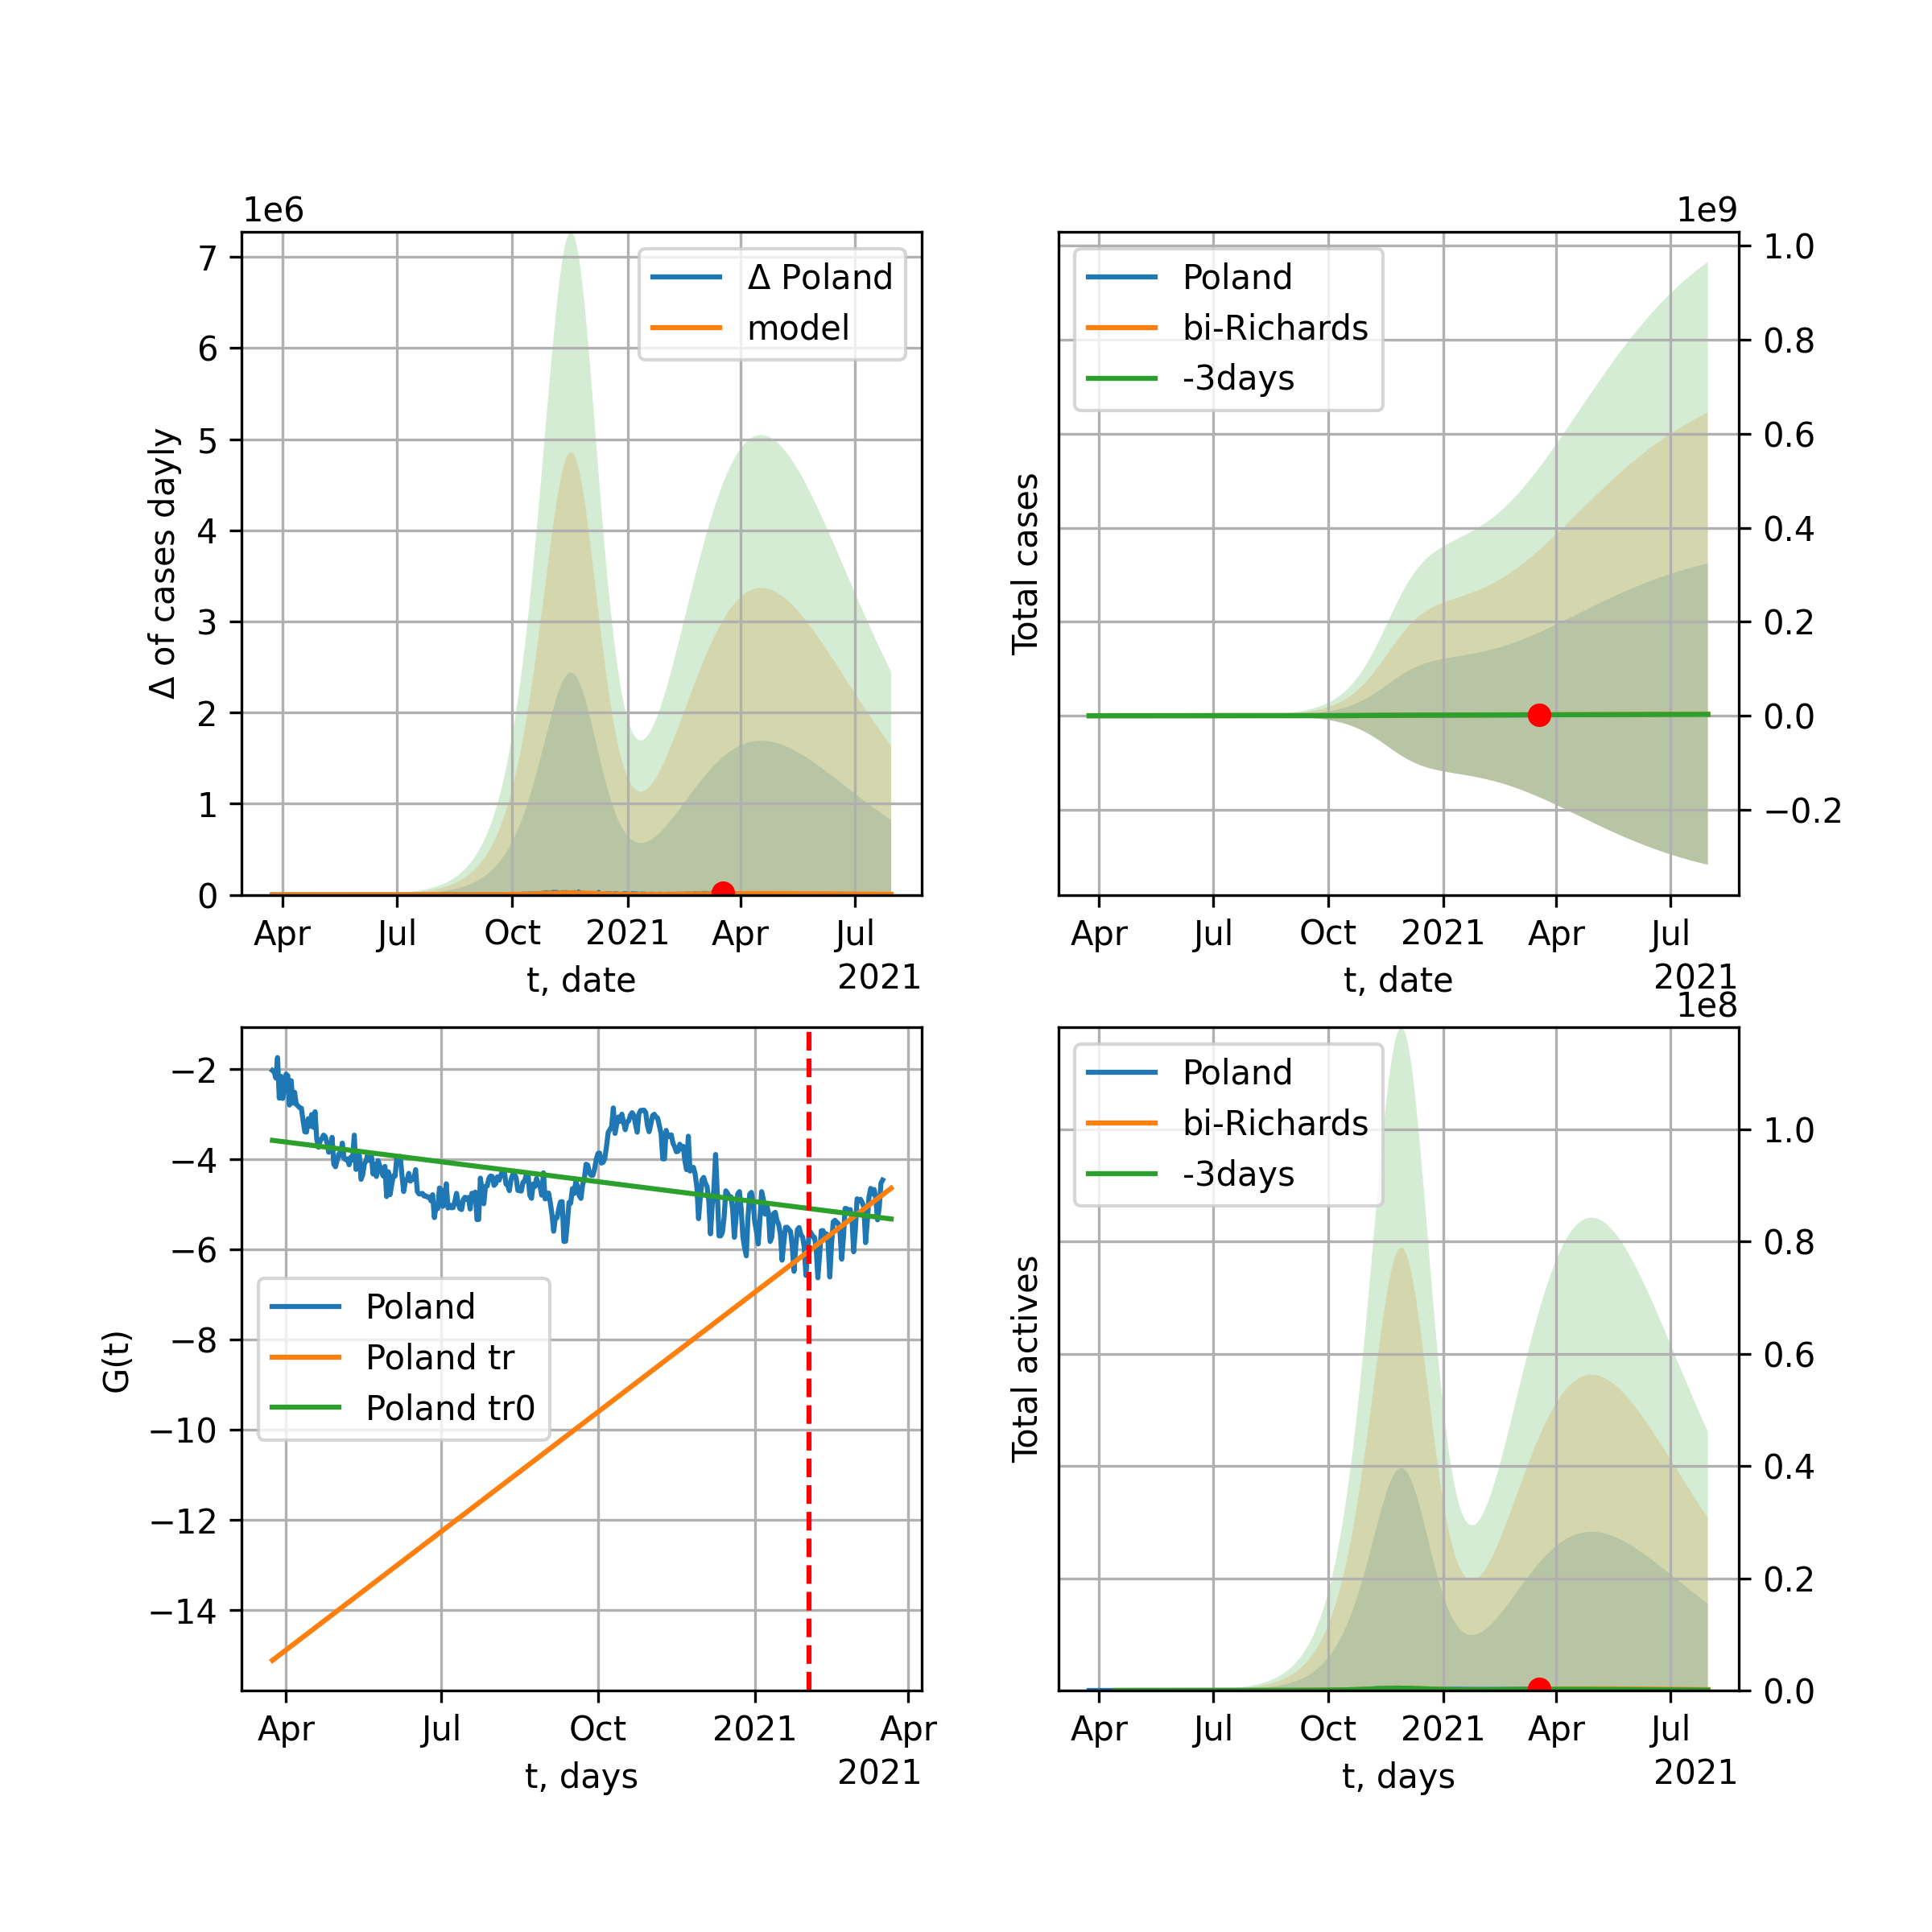 1e6
7
6
5
4
3
2
1
0
Δ of cases dayly
Δ Poland
model
Apr Jul Oct 2021 Apr Jul
t, date
2021
1e9
1.0
0.8
0.6
0.4
0.2
0.0
−0.2
Total cases
Poland
bi-Richards
-3days
Apr Jul Oct 2021 Apr Jul
t, date
2021
−2
−4
−6
−8
−10
−12
−14
G(t)
Poland
Poland tr
Poland tr0
Apr Jul Oct 2021 Apr
t, days
2021
1e8
1.0
0.8
0.6
0.4
0.2
0.0
Total actives
Poland
bi-Richards
-3days
Apr Jul Oct 2021 Apr Jul
t, days
2021